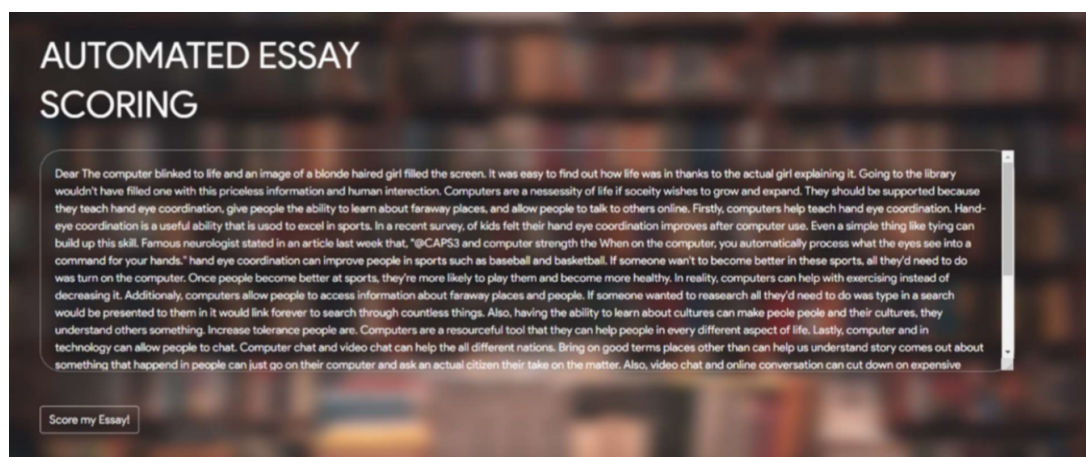 AUTOMATED ESSAY
SCORING
Dear The computer blinked to life and an image of a blonde haired girl filled the screen. It was easy to find out how life was in thanks to the actual girl explaining it. Going to the library
wouldn't have filled one with this priceless information and human interection. Computers are a nessessity of life if soceity wishes to grow and expand. They should be supported because
they teach hand eye coordination, give people the ability to learn about faraway places, and allow people to talk to others online. Firstly, computers help teach hand eye coordination. Hand-
eye coordination is a useful ability that is usod to excel in sports. In a recent survey, of kids felt their hand eye coordination improves after computer use. Even a simple thing like tying can
build up this skill. Famous neurologist stated in an article last week that, "@CAPS3 and computer strength the When on the computer, you automatically process what the eyes see into a
command for your hands." hand eye coordination can improve people in sports such as baseball and basketball. If someone wan't to become better in these sports, all they'd need to do
was turn on the computer. Once people become better at sports, they're more likely to play them and become more healthy. In reality, computers can help with exercising instead of
decreasing it. Additionaly, computers allow people to access information about faraway places and people. If someone wanted to reasearch all they'd need to do was type in a search
would be presented to them in it would link forever to search through countless things. Also, having the ability to learn about cultures can make peole peole and their cultures, they
understand others something. Increase tolerance people are. Computers are a resourceful tool that they can help people in every different aspect of life. Lastly, computer and in
technology can allow people to chat. Computer chat and video chat can help the all different nations. Bring on good terms places other than can help us understand story comes out about
something that happend in people can just go on their computer and ask an actual citizen their take on the matter. Also, video chat and online conversation can cut down on expensive
Score my Essay!